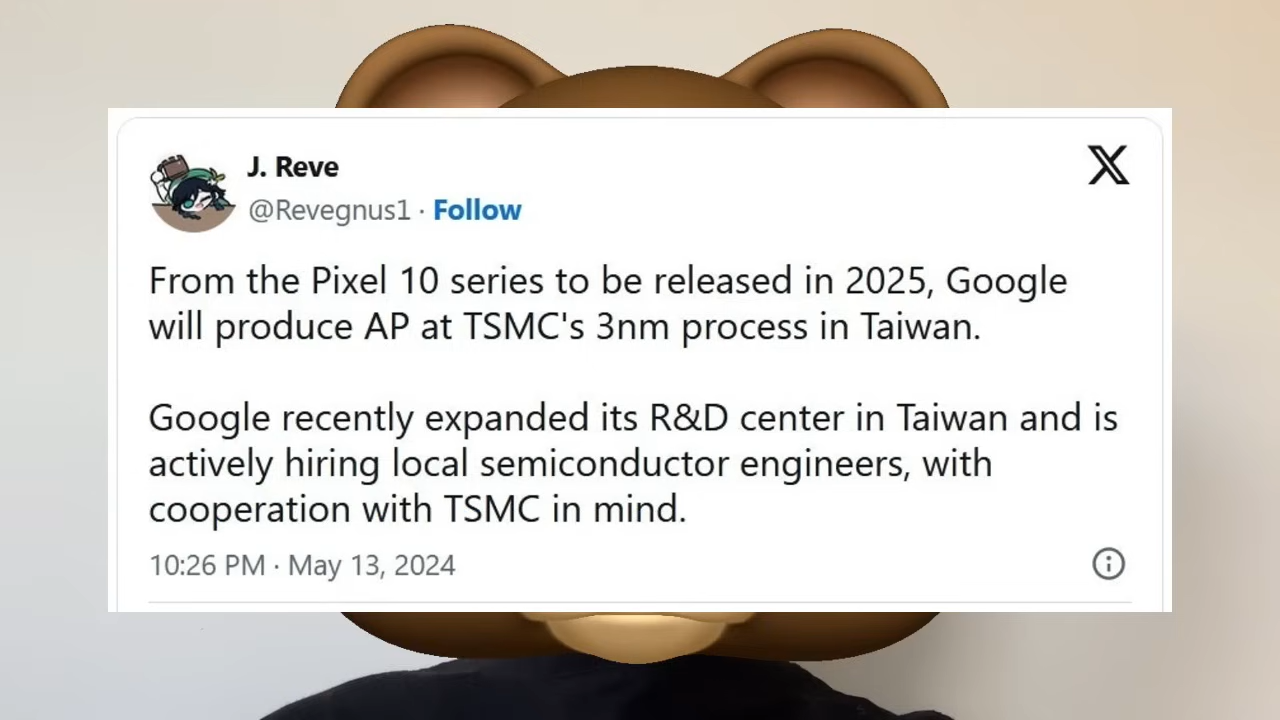 J. Reve
@Revegnus1 · Follow
From the Pixel 10 series to be released in 2025, Google
will produce AP at TSMC's 3nm process in Taiwan.
Google recently expanded its R&D center in Taiwan and is
actively hiring local semiconductor engineers, with
cooperation with TSMC in mind.
10:26 PM · May 13, 2024